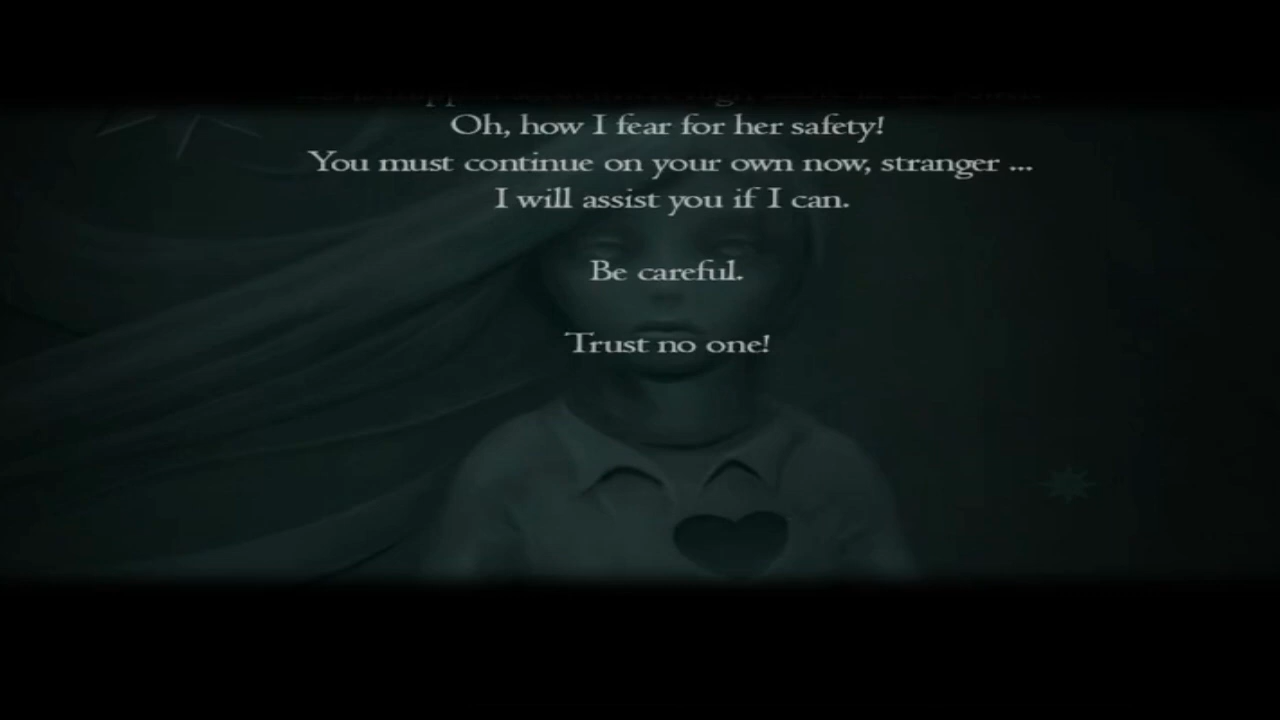 Oh, how I fear for her safety!
You must continue on your own now, stranger ...
I will assist you if I can.
Be careful.
Trust no one!